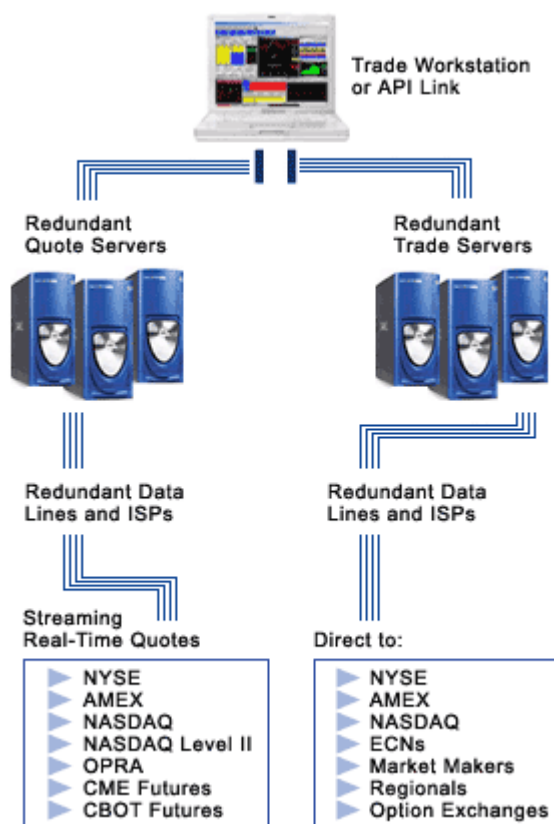 Trade Workstation
or API Link
Redundant
Quote Servers
Redundant
Trade Servers
Redundant Data
Lines and ISPs
Redundant Data
Lines and ISPs
Streaming
Real-Time Quotes
NYSE
AMEX
NASDAQ
NASDAQ Level II
OPRA
CME Futures
CBOT Futures
Direct to:
NYSE
AMEX
NASDAQ
ECNs
Market Makers
Regionals
Option Exchanges